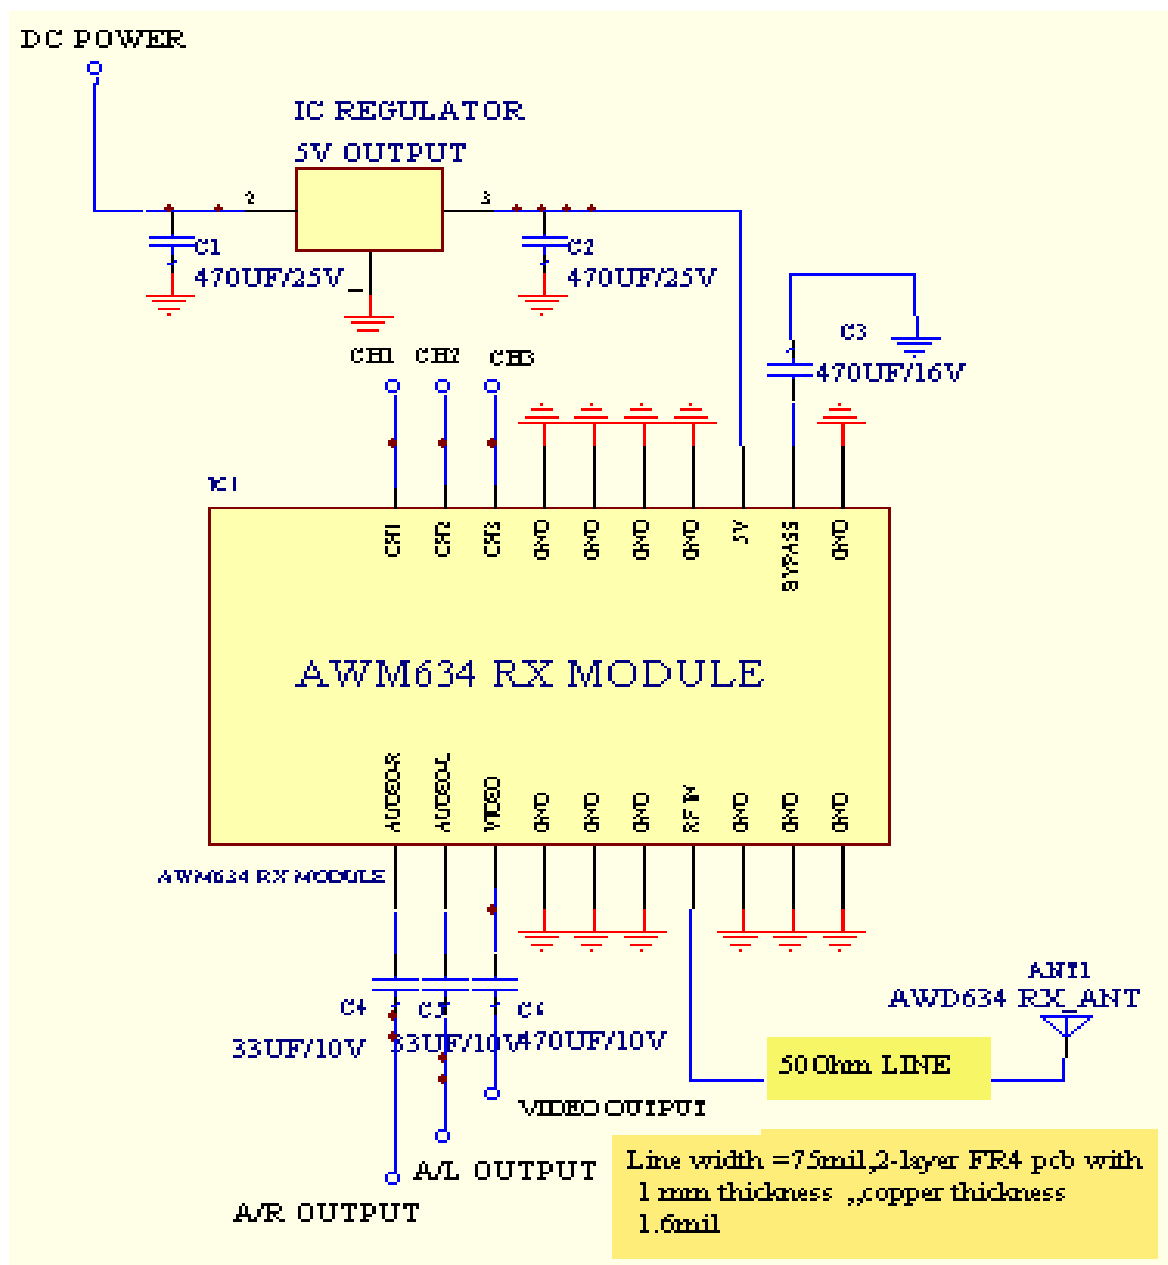 DC POWER
IC REGULATOR
5V OUTPUT
2
3
C1
470UF/25V
C2
470UF/25V
CH1 CH2 CH3
C3
470UF/16V
CH1 CH2 CH3 GND GND GND GND 5V BYPASS GND
AWM634 RX MODULE
AUDEO-R AUDEO-L VIDEO GND GND GND RF IN GND GND GND
AWM634 RX MODULE
ANT1
AWD634 RX_ANT
C4 C5 C6
33UF/10V 33UF/10V 470UF/10V
50Ohm LINE
VIDEO OUTPUT
A/L OUTPUT
A/R OUTPUT
Line width =75mil,2-layer FR4 pcb with
1 mm thickness ,,copper thickness
1.6mil